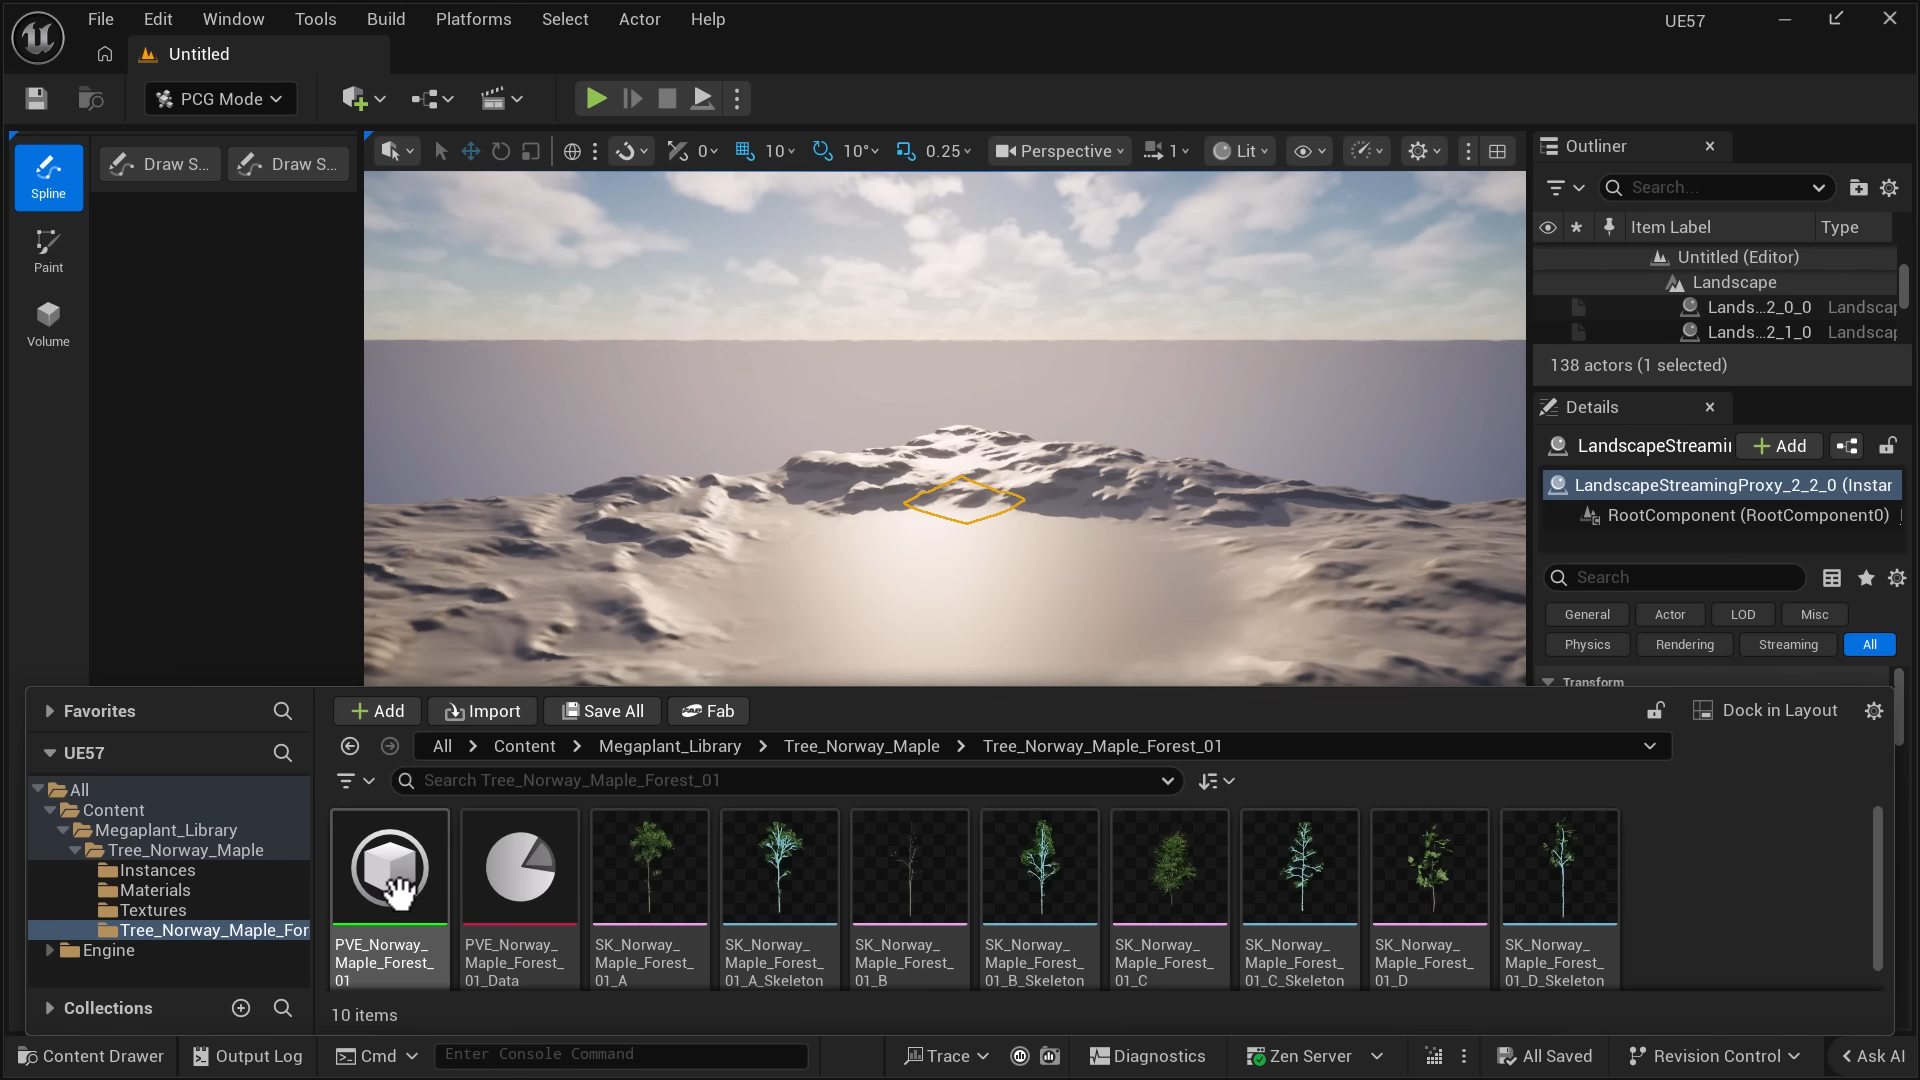 File Edit Window Tools Build Platforms Select Actor Help
UE57
Untitled
PCG Mode
Spline
Draw S...
Draw S...
0
10
10°
0.25
Perspective
1
Lit
Paint
Volume
Outliner
Search...
Item Label
Type
Untitled (Editor)
Landscape
Lands...2_0_0
Landscap
Lands...2_1_0
Landscap
138 actors (1 selected)
Details
LandscapeStreami
Add
LandscapeStreamingProxy_2_2_0 (Instar
RootComponent (RootComponent0)
Search
General
Actor
LOD
Misc
Physics
Rendering
Streaming
All
Transform
Favorites
UE57
All
Content
Megaplant_Library
Tree_Norway_Maple
Instances
Materials
Textures
Tree_Norway_Maple_For
Engine
Collections
Add
Import
Save All
Fab
Dock in Layout
All > Content > Megaplant_Library > Tree_Norway_Maple > Tree_Norway_Maple_Forest_01
Search Tree_Norway_Maple_Forest_01
PVE_Norway_
Maple_Forest_
01
PVE_Norway_
Maple_Forest_
01_Data
SK_Norway_
Maple_Forest_
01_A
SK_Norway_
Maple_Forest_
01_A_Skeleton
SK_Norway_
Maple_Forest_
01_B
SK_Norway_
Maple_Forest_
01_B_Skeleton
SK_Norway_
Maple_Forest_
01_C
SK_Norway_
Maple_Forest_
01_C_Skeleton
SK_Norway_
Maple_Forest_
01_D
SK_Norway_
Maple_Forest_
01_D_Skeleton
10 items
Content Drawer
Output Log
Cmd
Enter Console Command
Trace
Diagnostics
Zen Server
All Saved
Revision Control
Ask AI